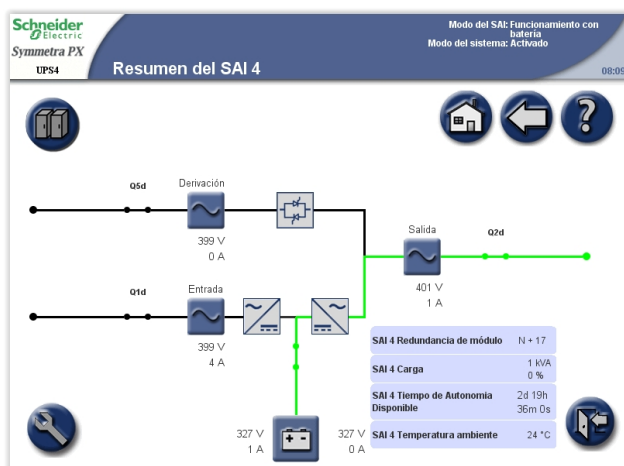 Schneider
Electric
Symmetra PX
UPS4
Resumen del SAI 4
Modo del SAI: Funcionamiento con
batería
Modo del sistema: Activado
08:09
Q5d
Derivación
399 V
0 A
Salida
Q2d
401 V
1 A
Q1d
Entrada
399 V
4 A
SAI 4 Redundancia de módulo N + 17
SAI 4 Carga 1 kVA
0 %
SAI 4 Tiempo de Autonomía
Disponible 2d 19h
36m 0s
SAI 4 Temperatura ambiente 24 °C
327 V
1 A
327 V
0 A